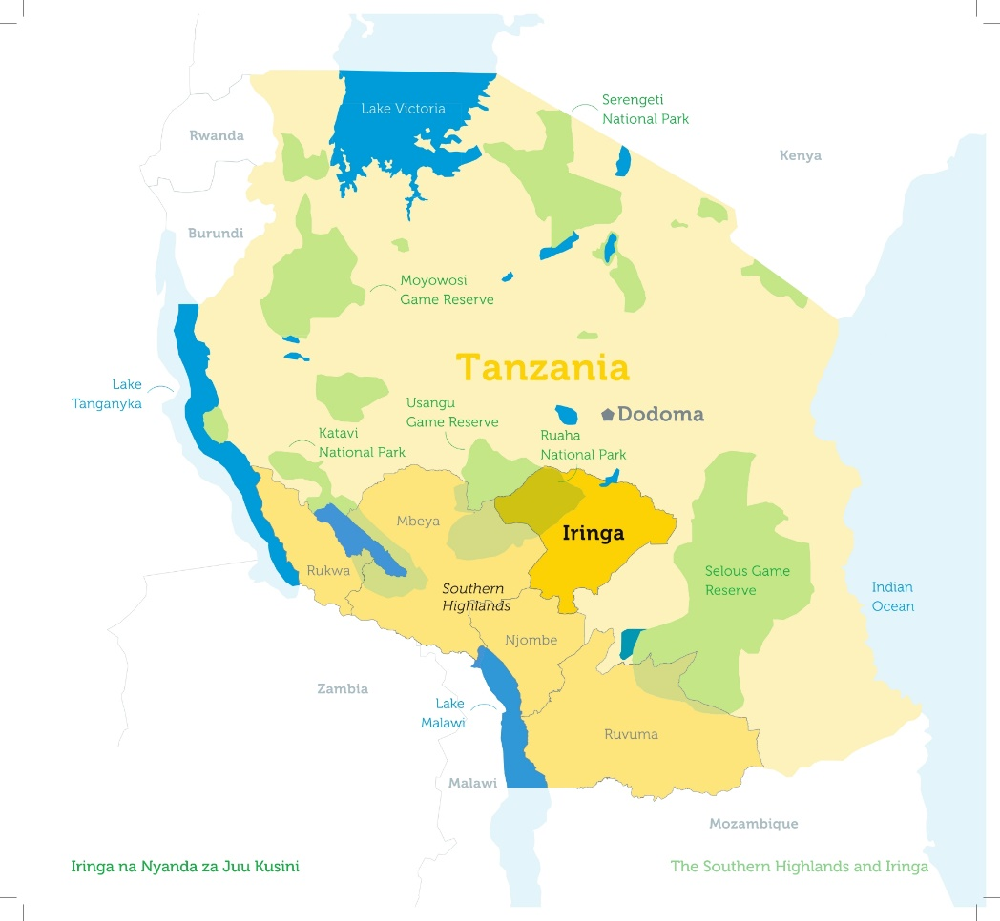 Lake Victoria
Serengeti
National Park
Rwanda
Kenya
Burundi
Moyowosi
Game Reserve
Tanzania
Lake
Tanganyka
Usangu
Game Reserve
Dodoma
Katavi
National Park
Ruaha
National Park
Mbeya
Iringa
Rukwa
Southern
Highlands
Selous Game
Reserve
Indian
Ocean
Njombe
Zambia
Lake
Malawi
Ruvuma
Malawi
Mozambique
Iringa na Nyanda za Juu Kusini
The Southern Highlands and Iringa